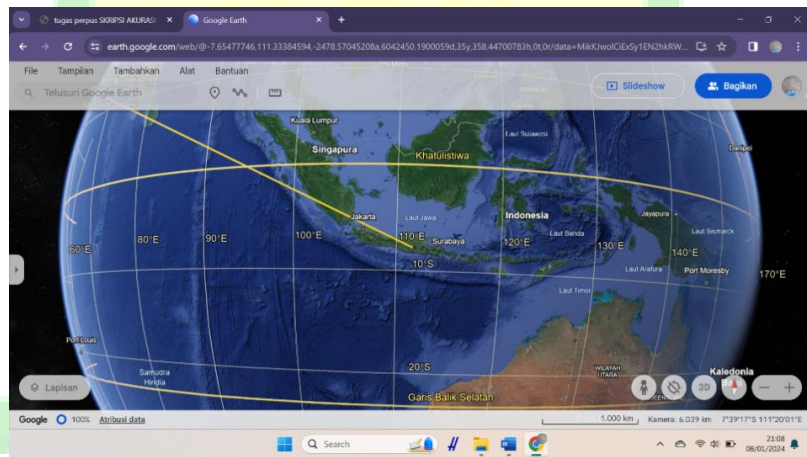 tugas perpus SKRIPSI AKURASI
Google Earth
earth.google.com/web/@-7.65477746,111.33384594,-2478.57045208a,6042450.1900059d,35y,358.44700783h,0t,0r/data=MikKJwolCiExSy1EN2hkRW...
File Tampilan Tambahkan Alat Bantuan
Telusuri Google Earth
Slideshow
Bagikan
Kuala Lumpur
Singapura
Laut Sulawesi
Khatulistiwa
Jakarta
Laut Jawa
Indonesia
Jayapura
Laut Bismarck
60°E
80°E
90°E
100°E
110°E
Surabaya
120°E
Laut Banda
130°E
140°E
10°S
Laut Arafura
Port Moresby
170°E
Laut Timor
Port Louis
Samudra
Hindia
20°S
WILAYAH
UTARA
Kaledonia
Garis Balik Selatan
Lapisan
3D
Google 100% Atribusi data
1.000 km Kamera: 6.039 km 7°39'17"S 111°20'01"E
Search
21:08
08/01/2024